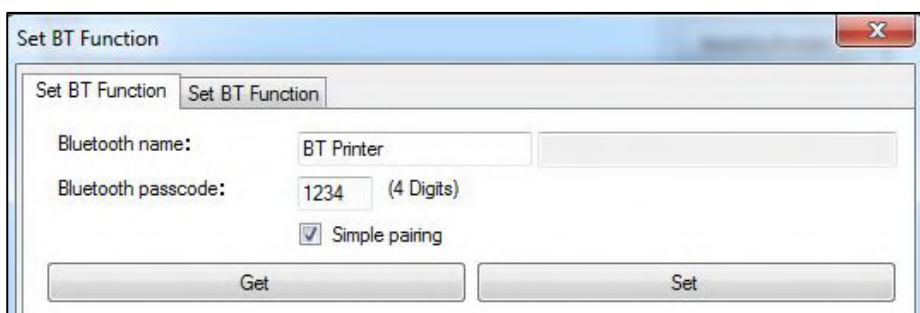 Set BT Function
Set BT Function Set BT Function
Bluetooth name: BT Printer
Bluetooth passcode: 1234 (4 Digits)
Simple pairing
Get Set